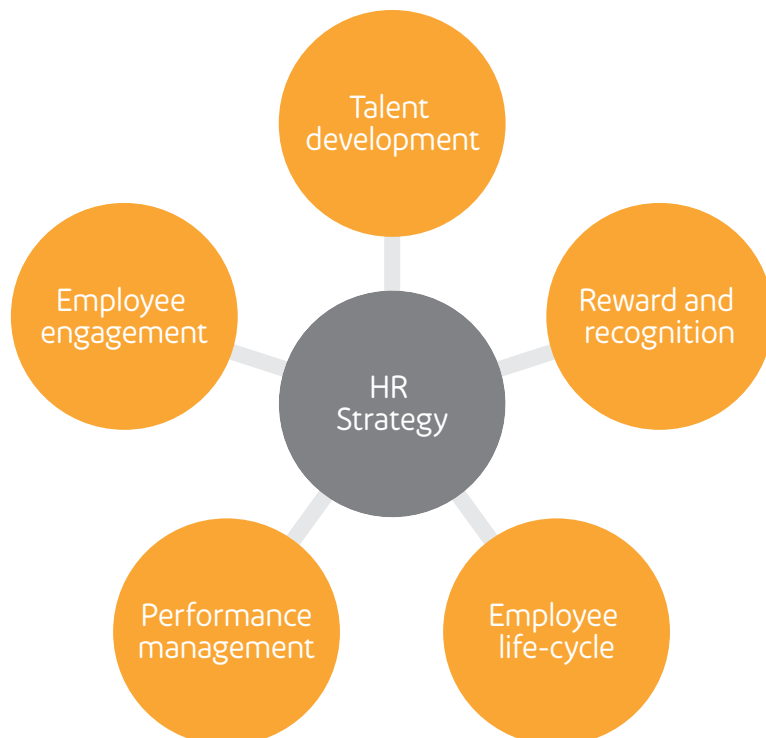 Talent
development
Employee
engagement
Reward and
recognition
HR
Strategy
Performance
management
Employee
life-cycle